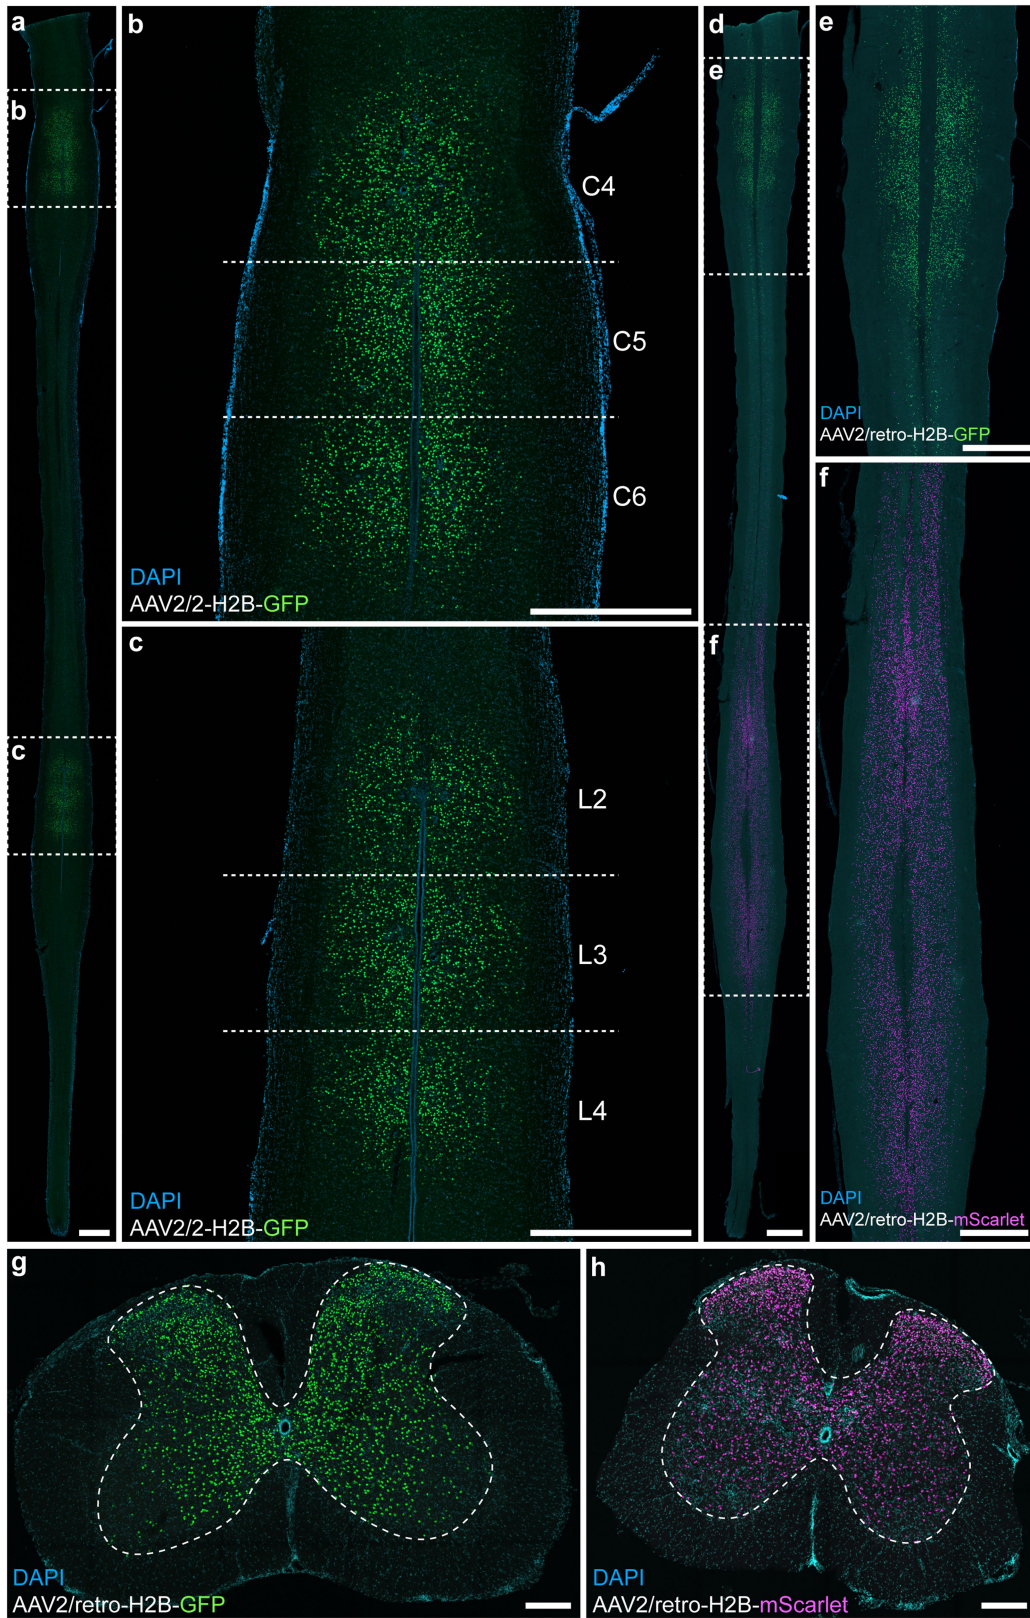 a
b
c
b
C4
C5
C6
DAPI
AAV2/2-H2B-GFP
c
L2
L3
L4
DAPI
AAV2/2-H2B-GFP
d
e
f
e
DAPI
AAV2/retro-H2B-GFP
f
DAPI
AAV2/retro-H2B-mScarlet
g
DAPI
AAV2/retro-H2B-GFP
h
DAPI
AAV2/retro-H2B-mScarlet